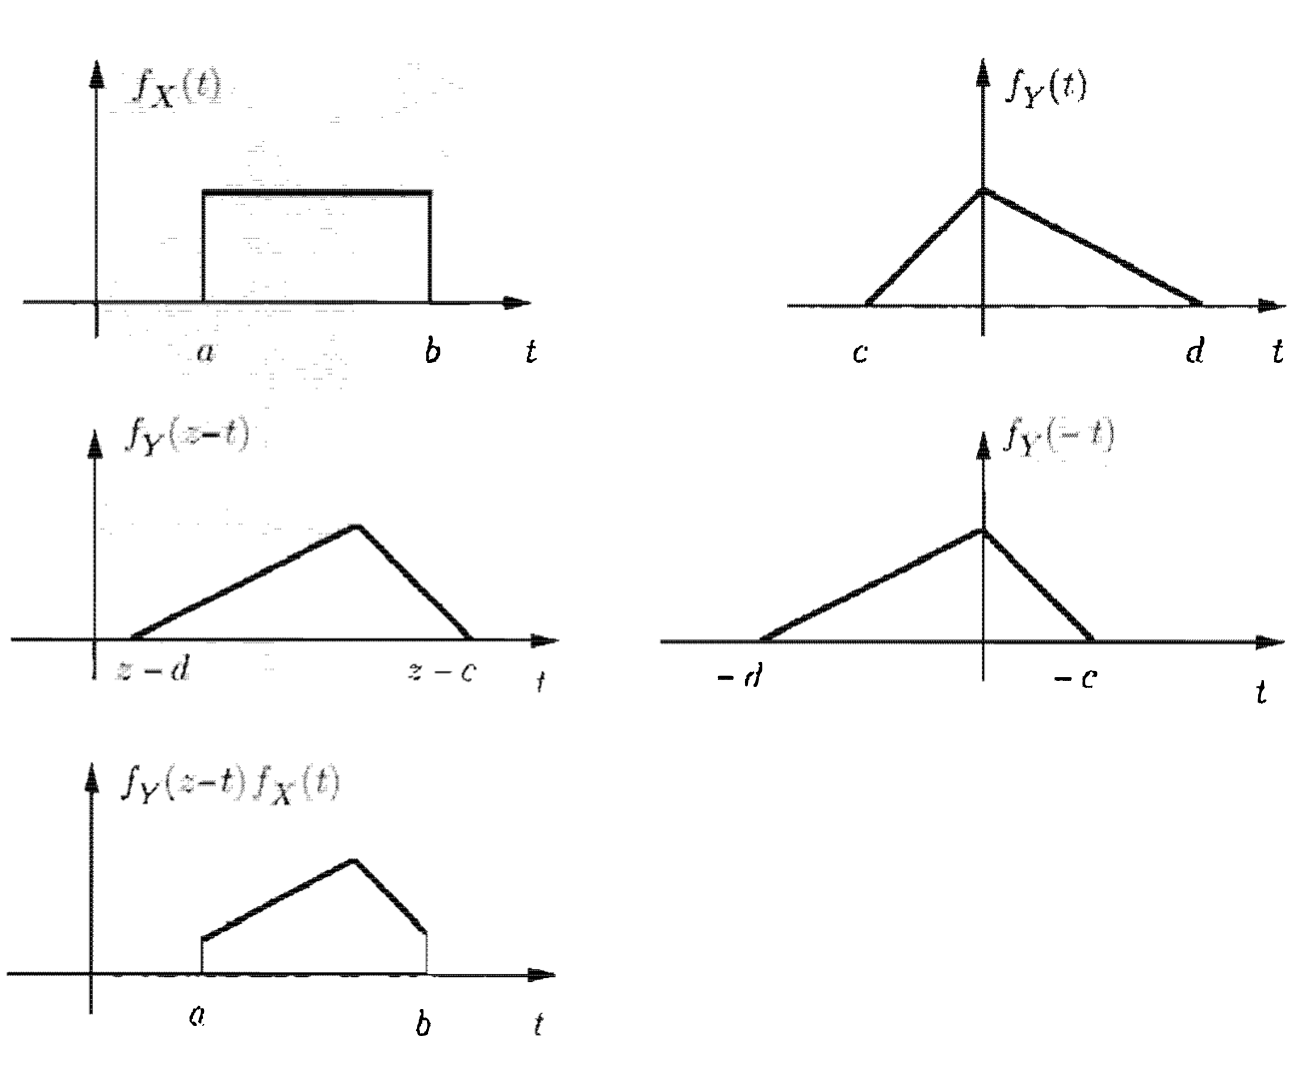 f_X(t)
a b t
f_Y(t)
c d t
f_Y(z-t)
z-d z-c t
f_Y(-t)
-d -c t
f_Y(z-t)f_X(t)
a b t